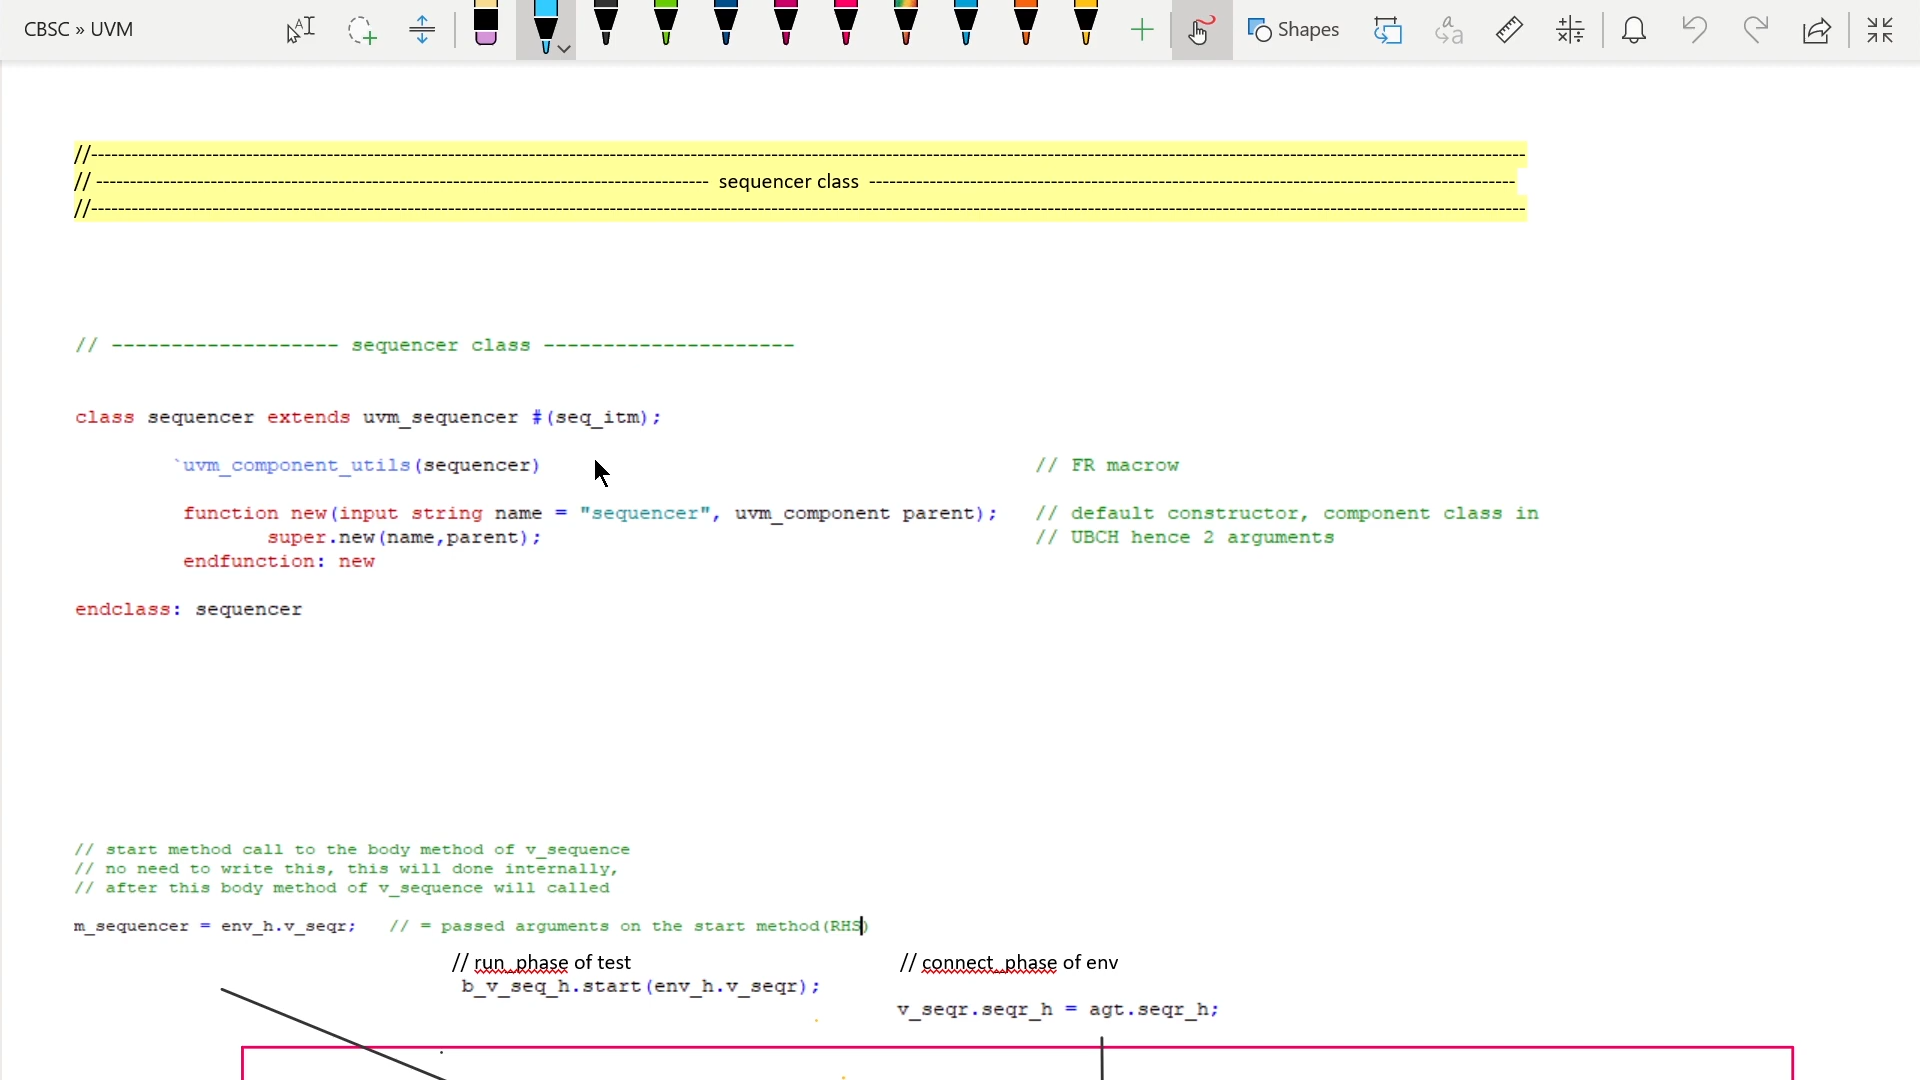 CBSC » UVM
Shapes
//------------------------------------------------------------------------------------------------------------------------
// ------------------------------------------------ sequencer class ------------------------------------------------
//------------------------------------------------------------------------------------------------------------------------
// ------------------- sequencer class ---------------------
class sequencer extends uvm_sequencer #(seq_itm);
`uvm_component_utils(sequencer) // FR macrow
function new(input string name = "sequencer", uvm_component parent); // default constructor, component class in
super.new(name,parent); // UBCH hence 2 arguments
endfunction: new
endclass: sequencer
// start method call to the body method of v_sequence
// no need to write this, this will done internally,
// after this body method of v_sequence will called
m_sequencer = env_h.v_seqr; // = passed arguments on the start method(RHS)
// run_phase of test // connect_phase of env
b_v_seq_h.start(env_h.v_seqr);
v_seqr.seqr_h = agt.seqr_h;